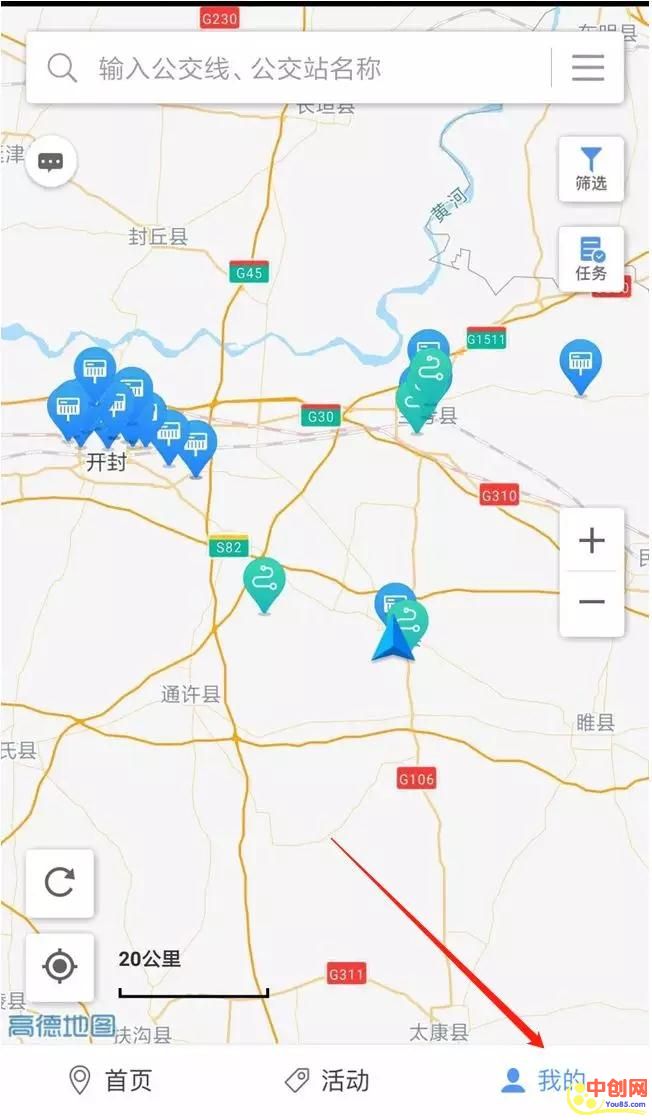 G230
东明县
输入公交线、公交站名称
长垣县
津
筛选
黄河
封丘县
任务
G45
G1511
G30
县
开封
G310
S82
通许县
睢县
氏县
G106
20公里
G311
陵县
高德地图
扶沟县
太康县
首页
活动
我的
中创网
You85.com